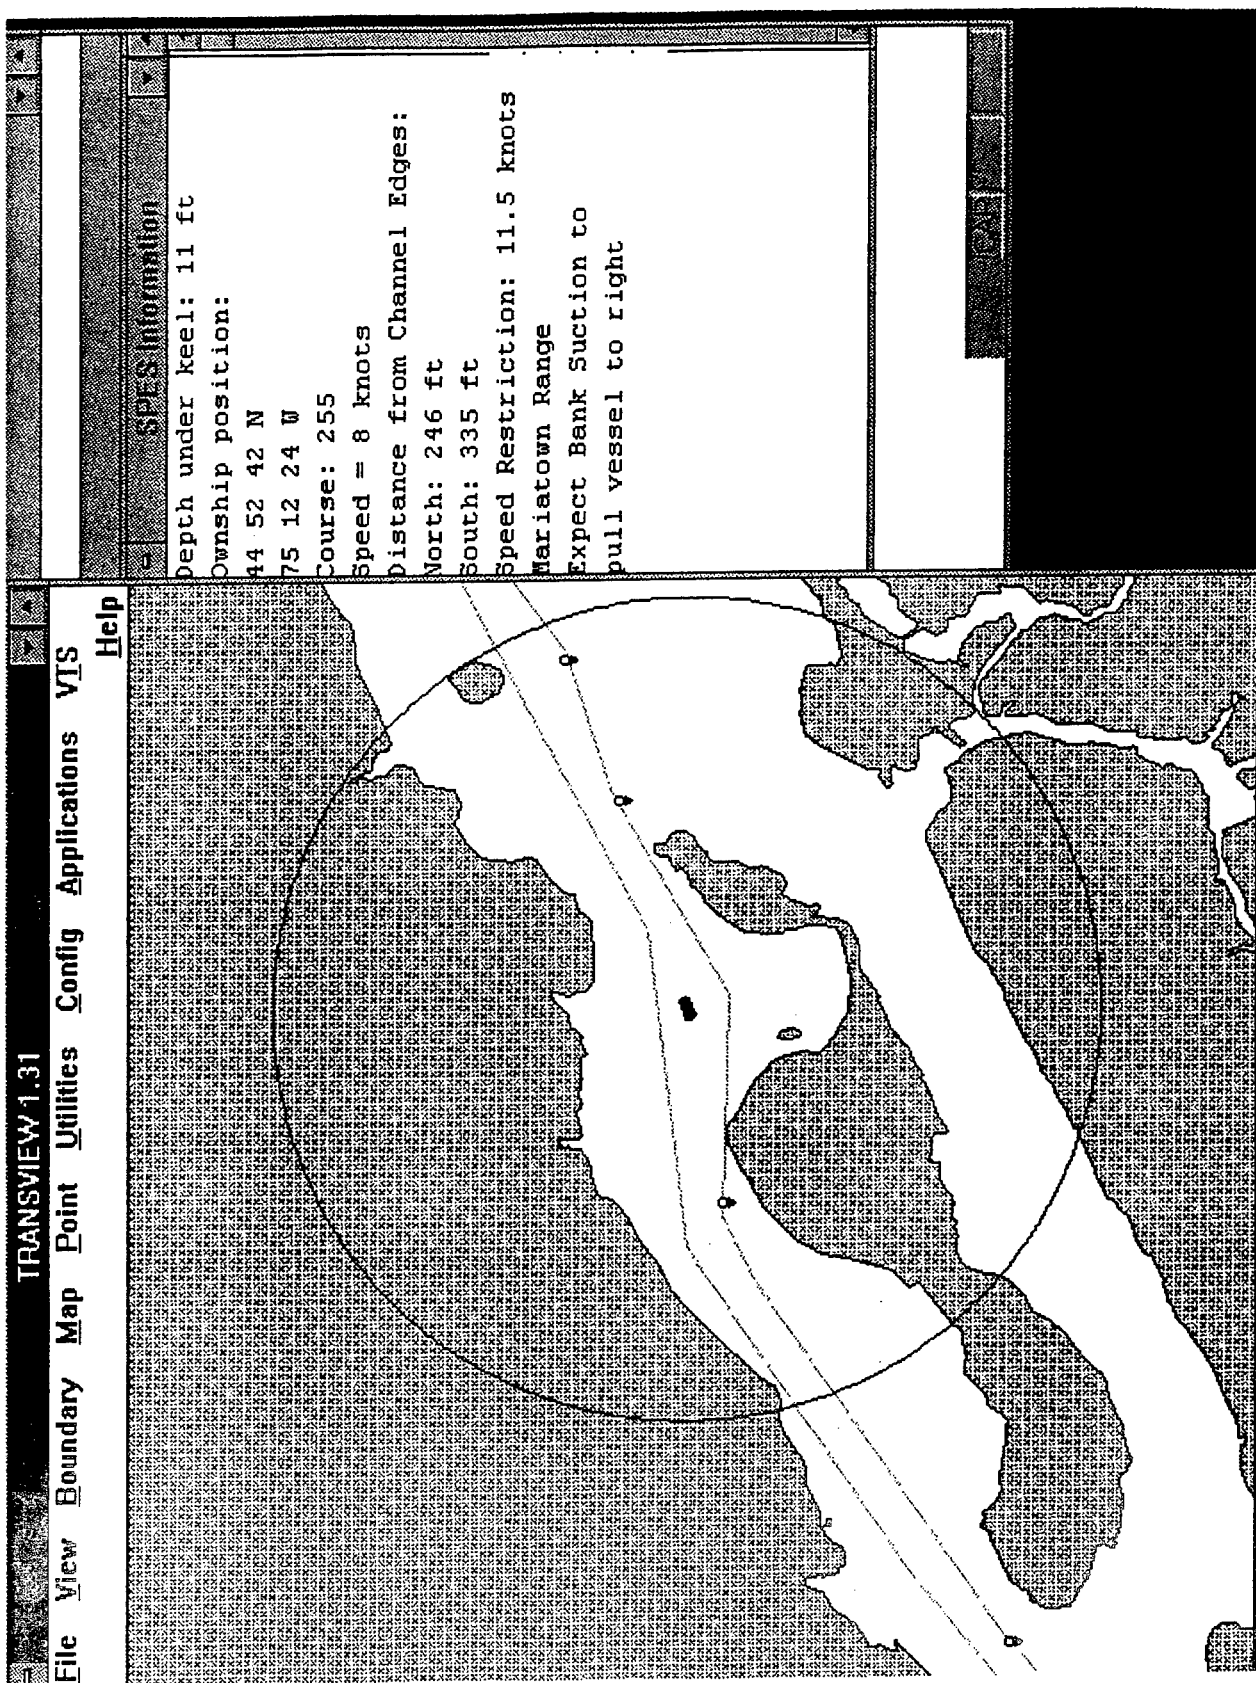 TRANSVIEW 1.31
File View Boundary Map Point Utilities Config Applications VTS
Help
SPES Information
Depth under keel: 11 ft
Ownship position:
44 52 42 N
75 12 24 W
Course: 255
Speed = 8 knots
Distance from Channel Edges:
North: 246 ft
South: 335 ft
Speed Restriction: 11.5 knots
Mariatown Range
Expect Bank Suction to
pull vessel to right